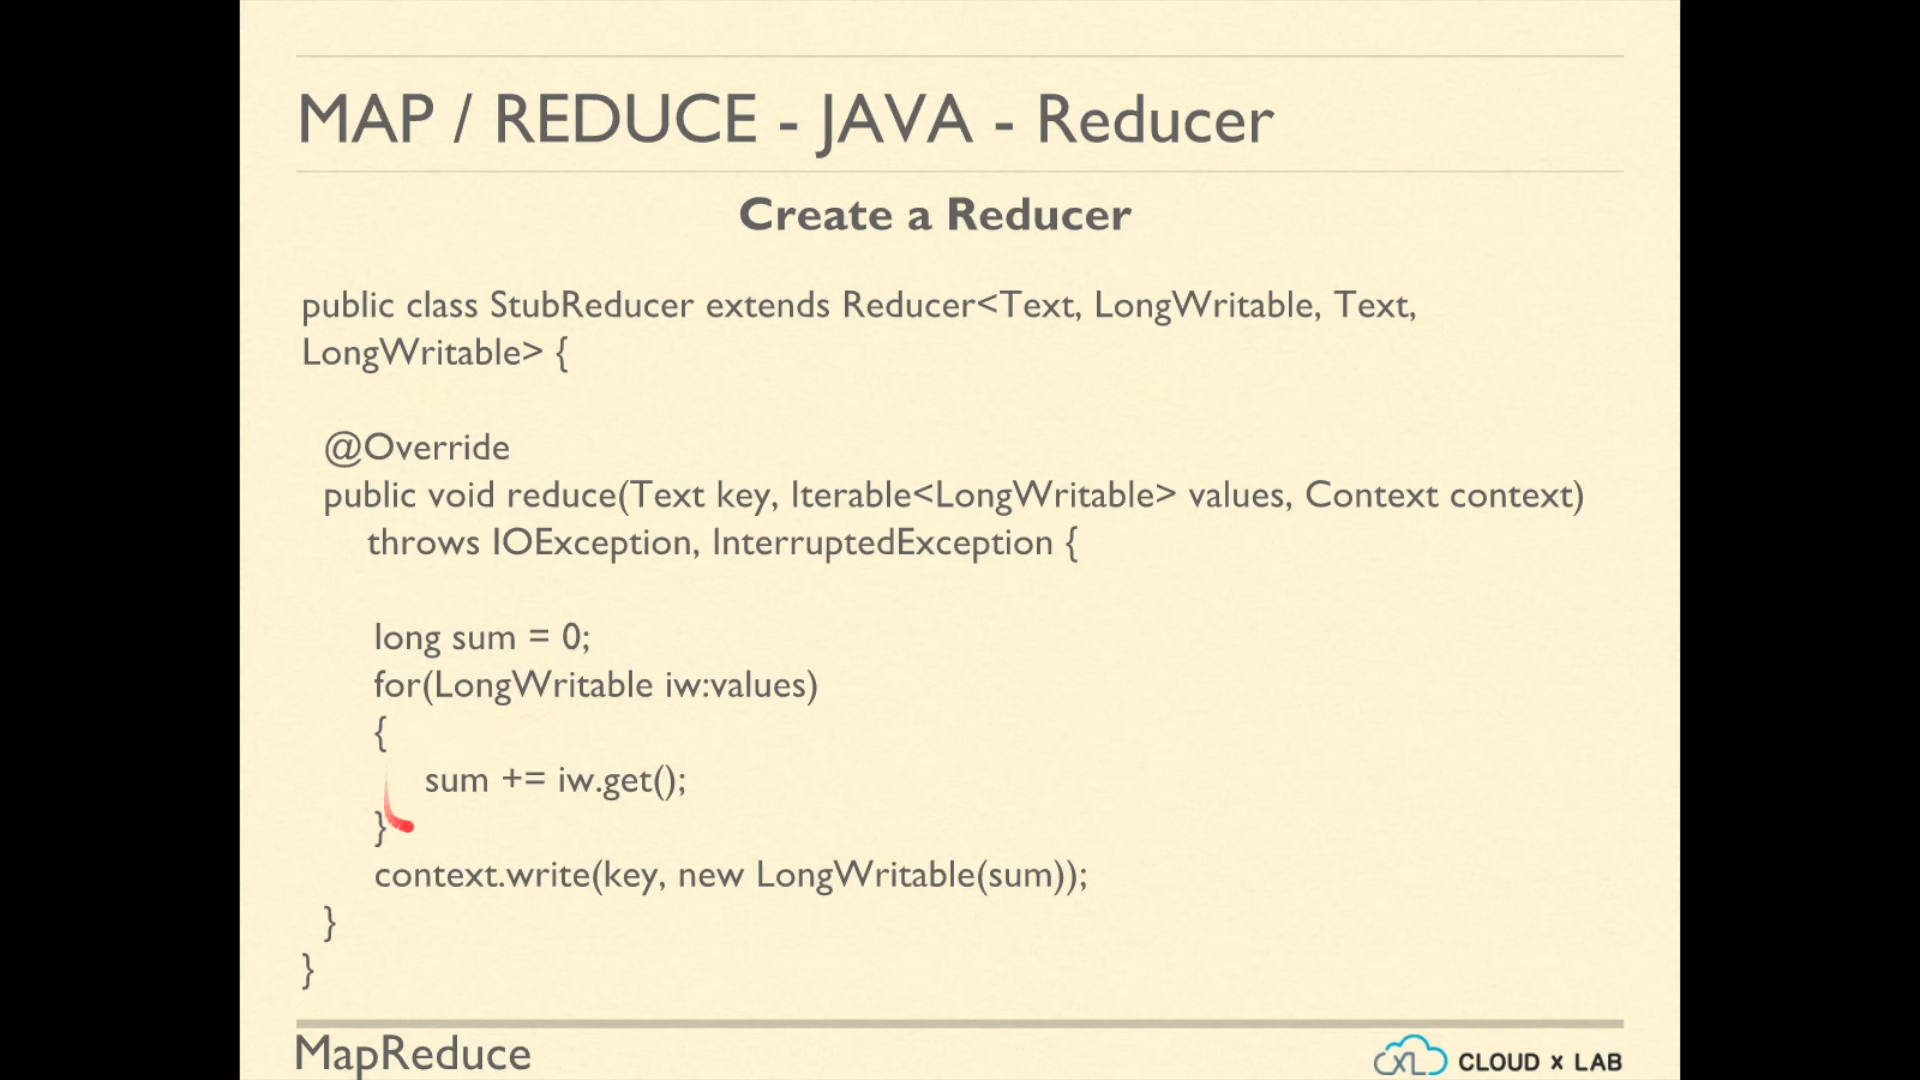 MAP / REDUCE - JAVA - Reducer
Create a Reducer
public class StubReducer extends Reducer<Text, LongWritable, Text,
LongWritable> {
@Override
public void reduce(Text key, Iterable<LongWritable> values, Context context)
throws IOException, InterruptedException {
long sum = 0;
for(LongWritable iw:values)
{
sum += iw.get();
}
context.write(key, new LongWritable(sum));
}
}
MapReduce
CXL CLOUD x LAB